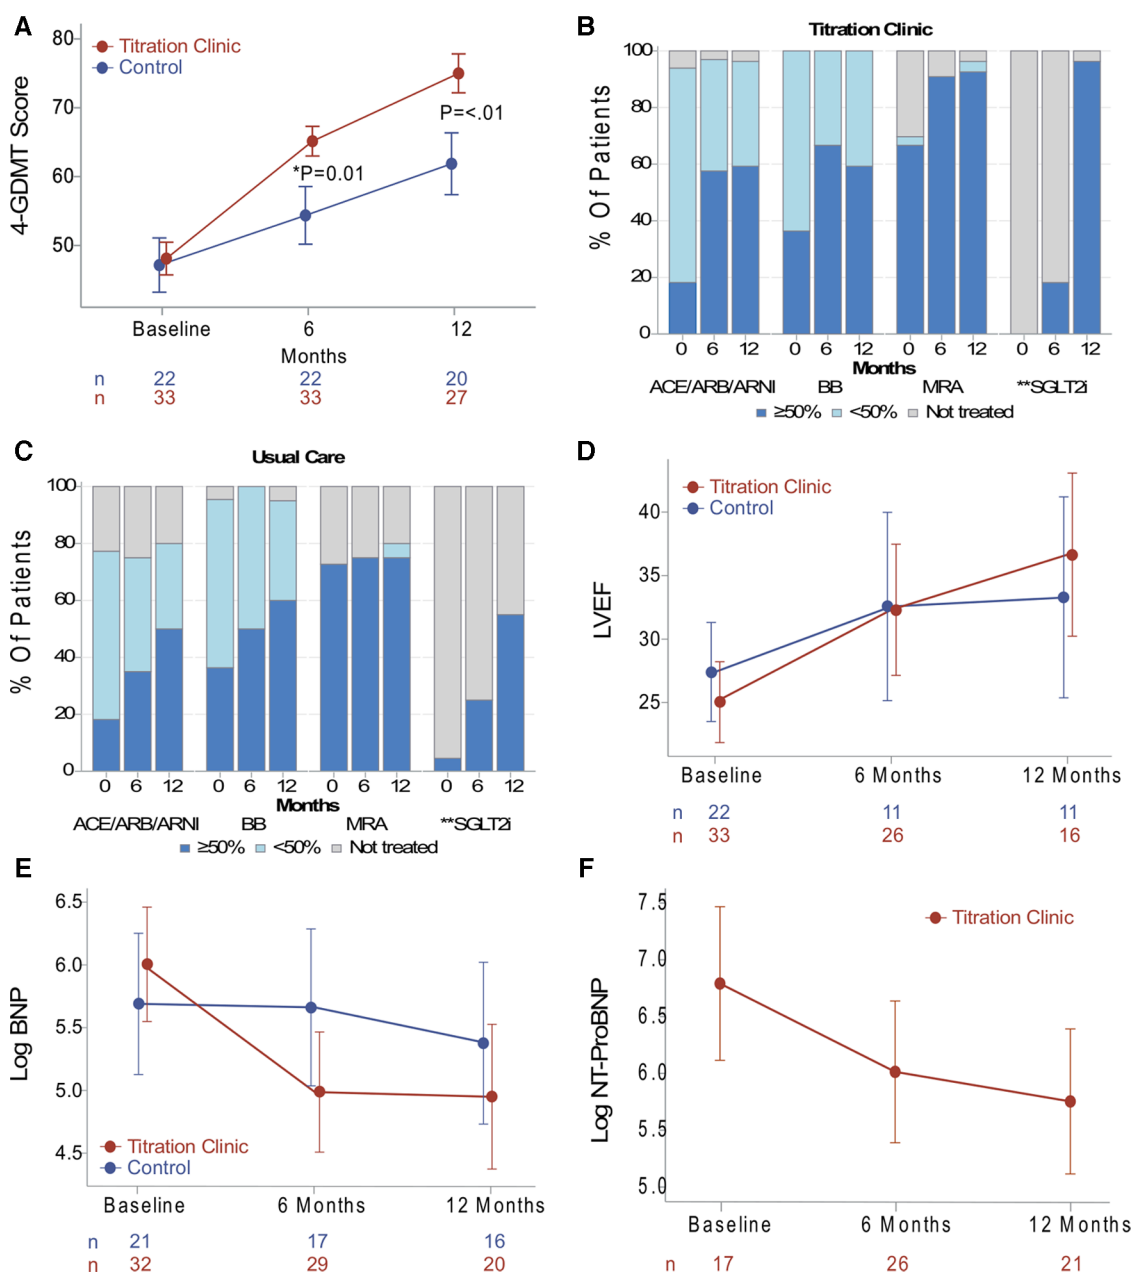 A
80
70
60
50
4-GDMT Score
Titration Clinic
Control
P=<.01
*P=0.01
Baseline
6
12
Months
n 22 22 20
n 33 33 27
B
Titration Clinic
100
80
60
40
20
0
% Of Patients
0 6 12 0 6 12 0 6 12 0 6 12
Months
ACE/ARB/ARNI BB MRA **SGLT2i
≥50% <50% Not treated
C
Usual Care
100
80
60
40
20
0
% Of Patients
0 6 12 0 6 12 0 6 12 0 6 12
Months
ACE/ARB/ARNI BB MRA **SGLT2i
≥50% <50% Not treated
D
Titration Clinic
Control
40
35
30
25
LVEF
Baseline 6 Months 12 Months
n 22 11 11
n 33 26 16
E
6.5
6.0
5.5
5.0
4.5
Log BNP
Titration Clinic
Control
Baseline 6 Months 12 Months
n 21 17 16
n 32 29 20
F
7.5
7.0
6.5
6.0
5.5
5.0
Log NT-ProBNP
Titration Clinic
Baseline 6 Months 12 Months
n 17 26 21